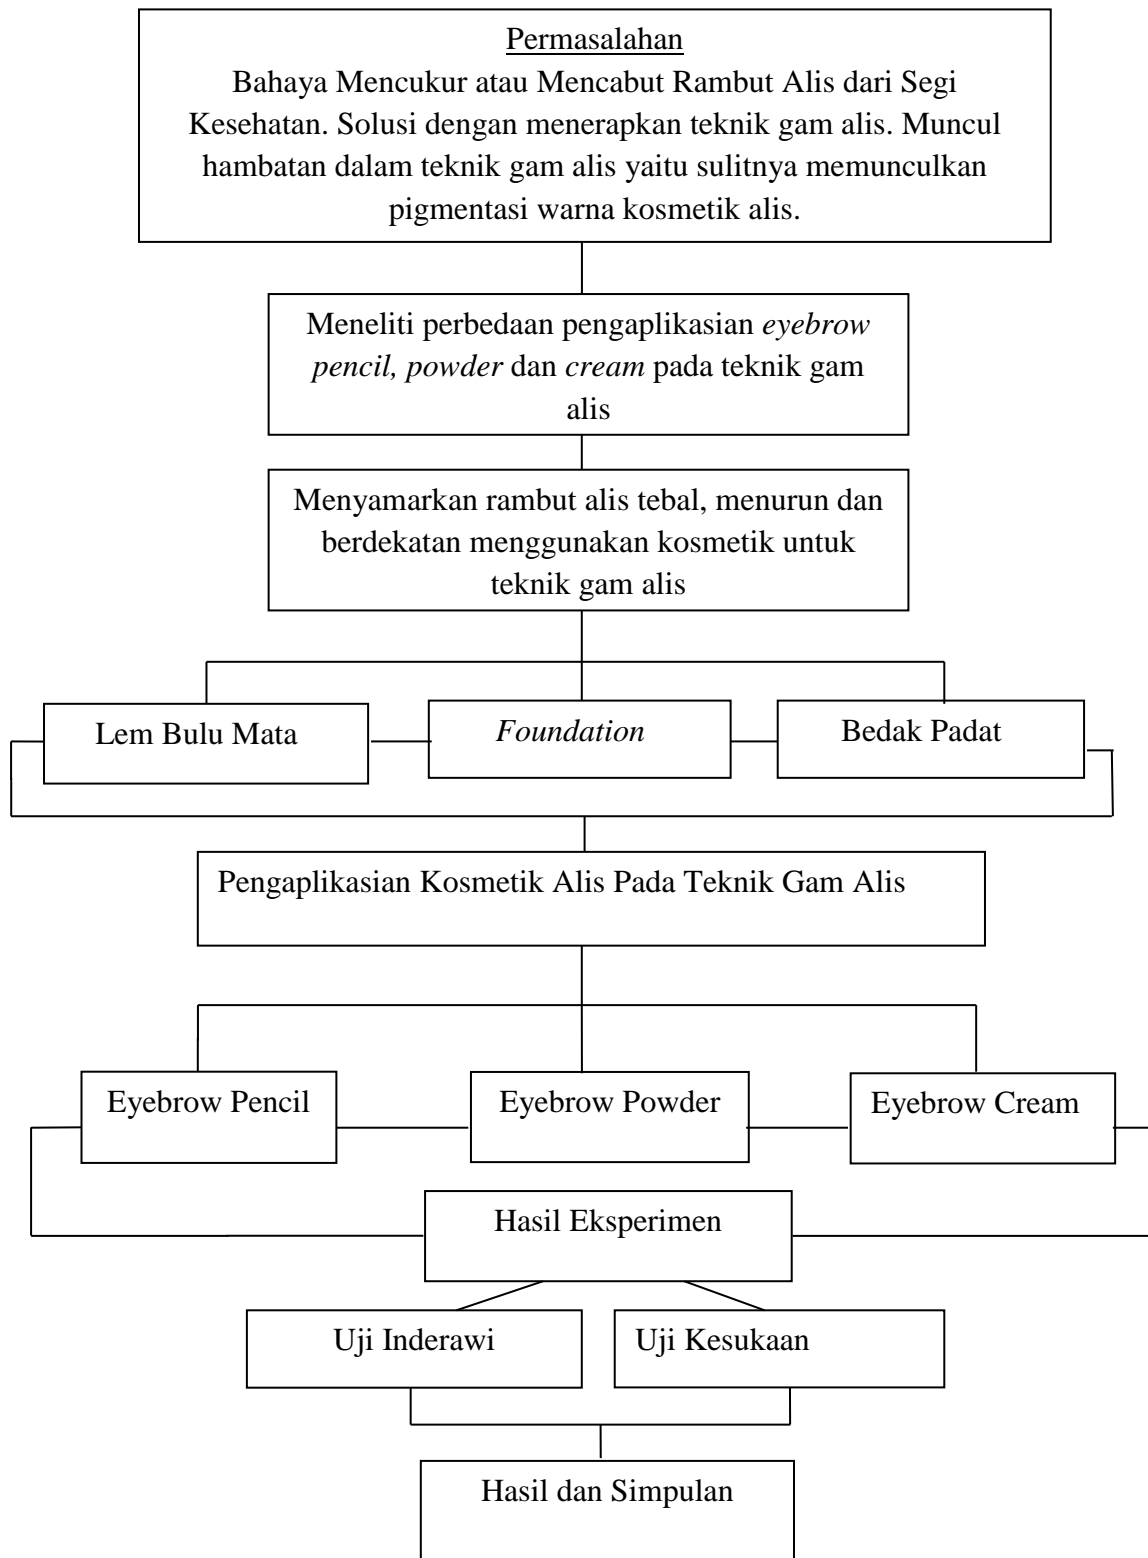 Permasalahan
Bahaya Mencukur atau Mencabut Rambut Alis dari Segi
Kesehatan. Solusi dengan menerapkan teknik gam alis. Muncul
hambatan dalam teknik gam alis yaitu sulitnya memunculkan
pigmentasi warna kosmetik alis.
Meneliti perbedaan pengaplikasian eyebrow
pencil, powder dan cream pada teknik gam
alis
Menyamarkan rambut alis tebal, menurun dan
berdekatan menggunakan kosmetik untuk
teknik gam alis
Lem Bulu Mata
Foundation
Bedak Padat
Pengaplikasian Kosmetik Alis Pada Teknik Gam Alis
Eyebrow Pencil
Eyebrow Powder
Eyebrow Cream
Hasil Eksperimen
Uji Inderawi
Uji Kesukaan
Hasil dan Simpulan